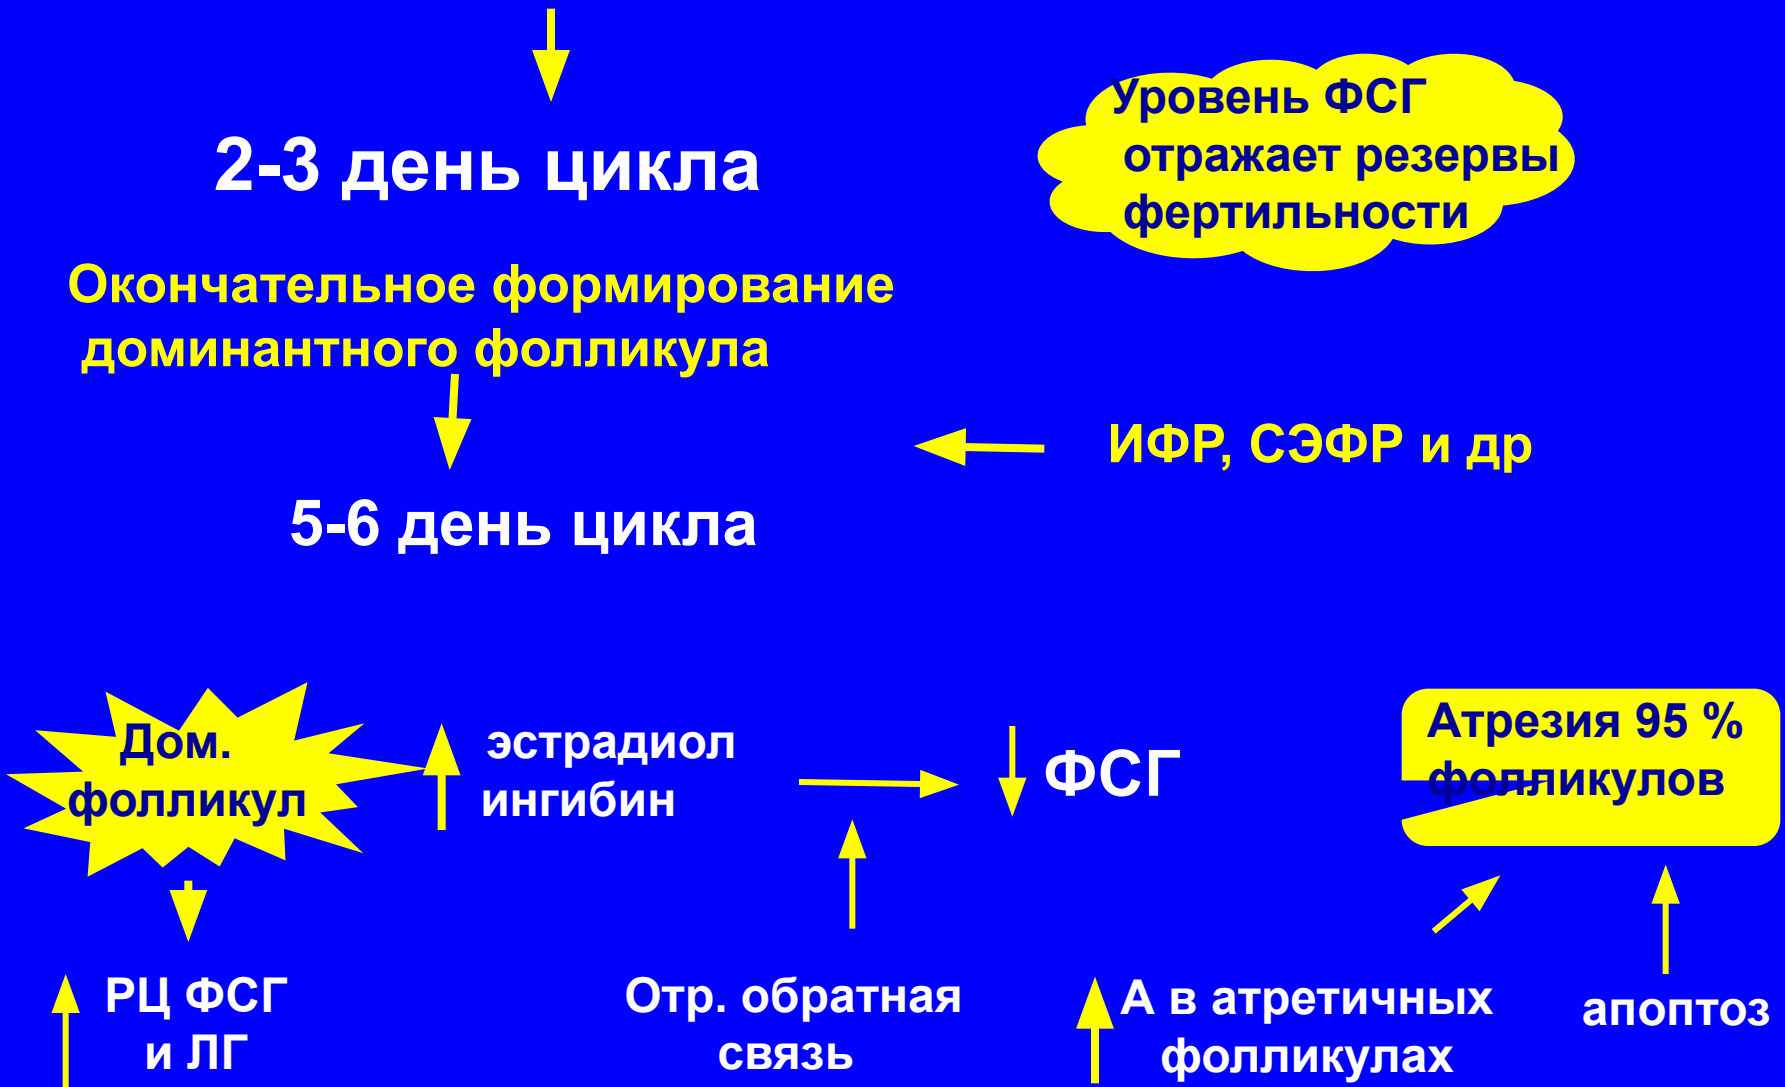 2-3 день цикла
Уровень ФСГ
отражает резервы
фертильности
Окончательное формирование
доминантного фолликула
ИФР, СЭФР и др
5-6 день цикла
Дом.
фолликул
эстрадиол
ингибин
ФСГ
Атрезия 95 %
фолликулов
РЦ ФСГ
и ЛГ
Отр. обратная
связь
А в атретичных
фолликулах
апоптоз